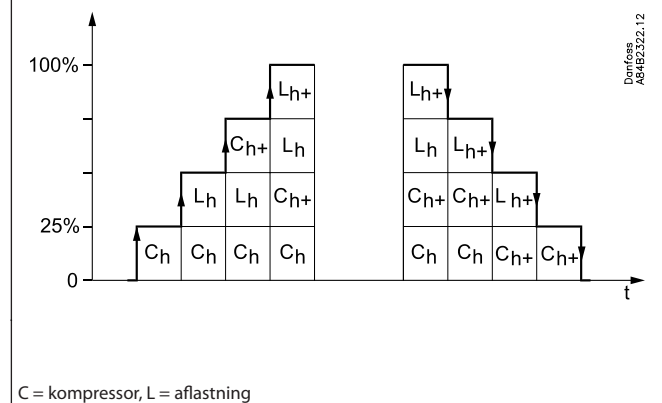 Danfoss
A84B2322.12
100%
Lh+ Lh+
Ch+ Lh Lh Lh+
Lh Lh Ch+ Ch+ Ch+ Lh+
25%
Ch Ch Ch Ch Ch Ch Ch+ Ch+
0
t
C = kompressor, L = aflastning